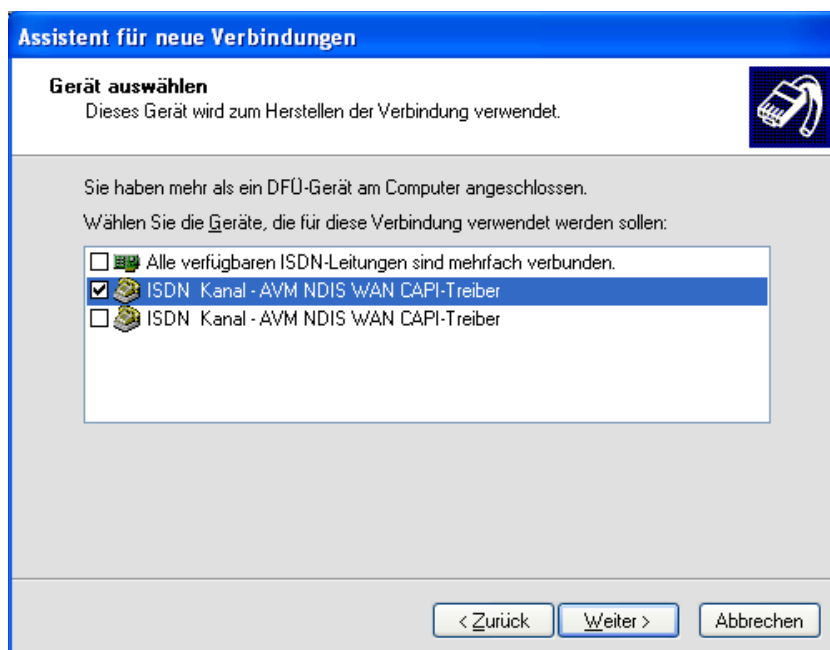 Assistent für neue Verbindungen
Gerät auswählen
Dieses Gerät wird zum Herstellen der Verbindung verwendet.
Sie haben mehr als ein DFÜ-Gerät am Computer angeschlossen.
Wählen Sie die Geräte, die für diese Verbindung verwendet werden sollen:
Alle verfügbaren ISDN-Leitungen sind mehrfach verbunden.
ISDN Kanal - AVM NDIS WAN CAPI-Treiber
ISDN Kanal - AVM NDIS WAN CAPI-Treiber
< Zurück Weiter > Abbrechen